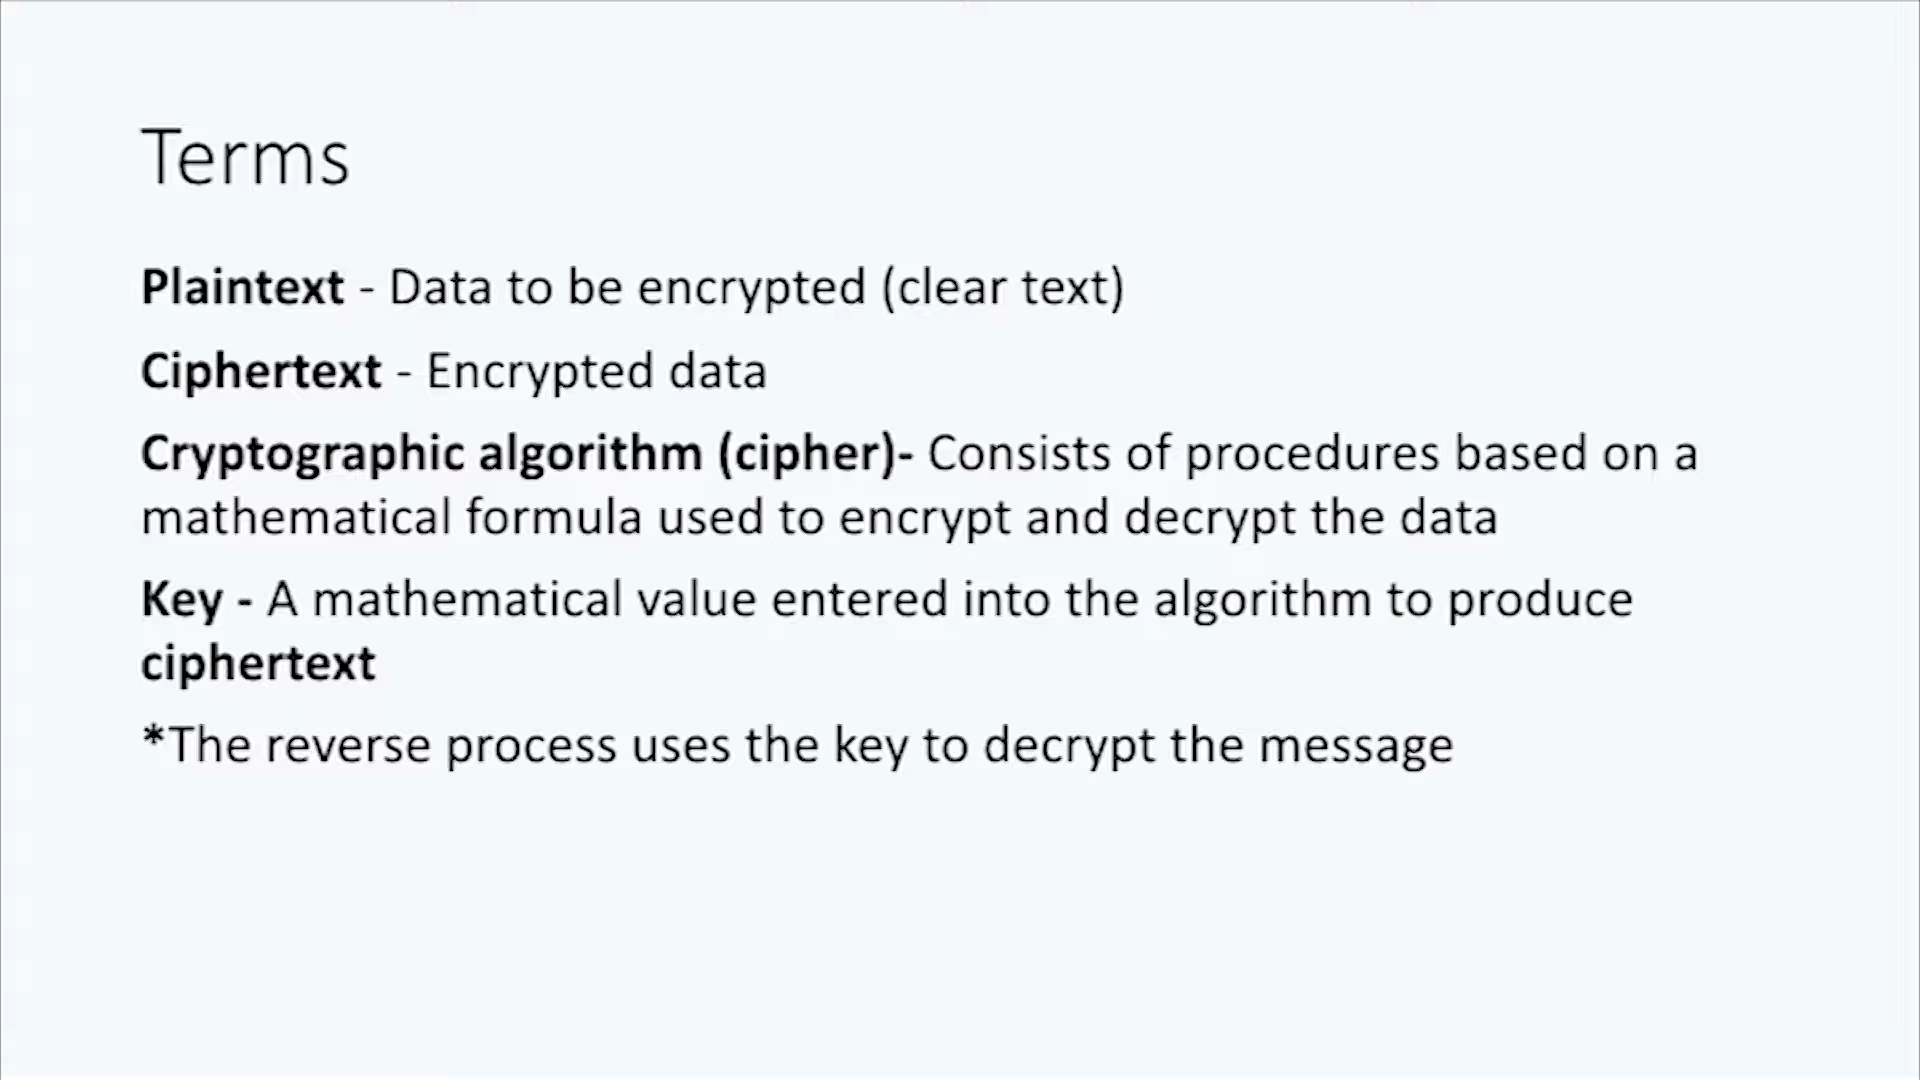 Terms
Plaintext - Data to be encrypted (clear text)
Ciphertext - Encrypted data
Cryptographic algorithm (cipher)- Consists of procedures based on a
mathematical formula used to encrypt and decrypt the data
Key - A mathematical value entered into the algorithm to produce
ciphertext
*The reverse process uses the key to decrypt the message